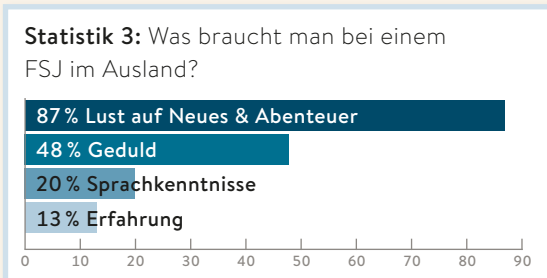 Statistik 3: Was braucht man bei einem
FSJ im Ausland?
87 % Lust auf Neues & Abenteuer
48 % Geduld
20 % Sprachkenntnisse
13 % Erfahrung
0 10 20 30 40 50 60 70 80 90